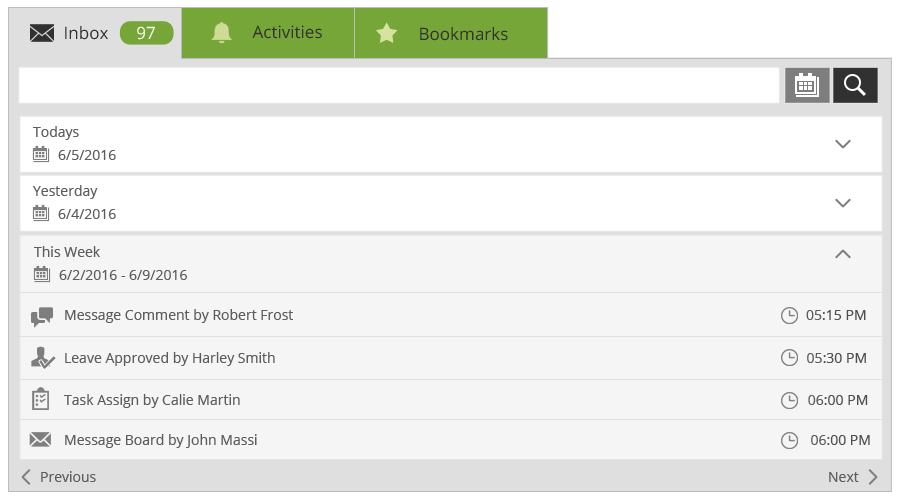 Inbox 97 Activities Bookmarks
Todays
6/5/2016
Yesterday
6/4/2016
This Week
6/2/2016 - 6/9/2016
Message Comment by Robert Frost 05:15 PM
Leave Approved by Harley Smith 05:30 PM
Task Assign by Calie Martin 06:00 PM
Message Board by John Massi 06:00 PM
Previous Next